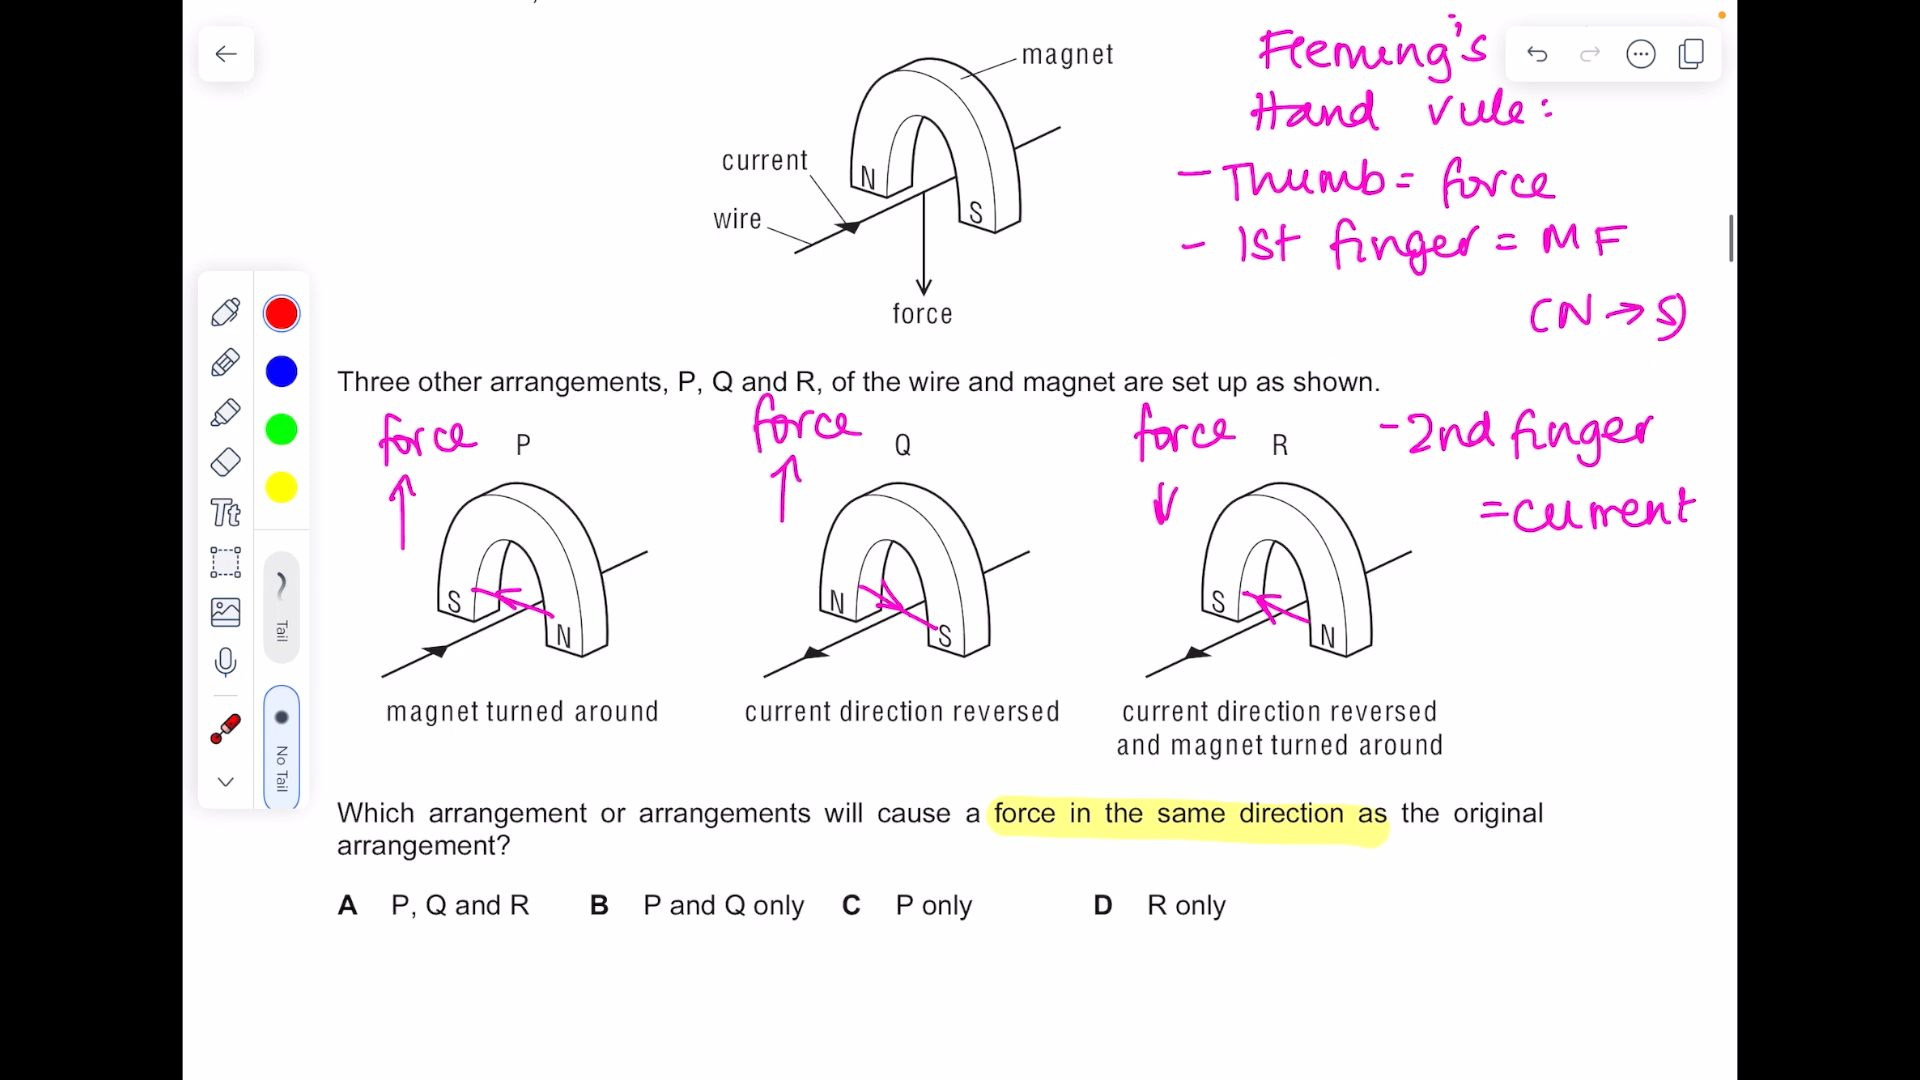 magnet
Fleming's
Hand rule:
current
N
- Thumb = force
wire
S
- 1st finger = MF
force
(N → S)
Three other arrangements, P, Q and R, of the wire and magnet are set up as shown.
force P
force Q
force R
- 2nd finger
= current
S
N
N
S
S
N
magnet turned around
current direction reversed
current direction reversed
and magnet turned around
Which arrangement or arrangements will cause a force in the same direction as the original
arrangement?
A P, Q and R B P and Q only C P only D R only
Tt
Tail
No Tail